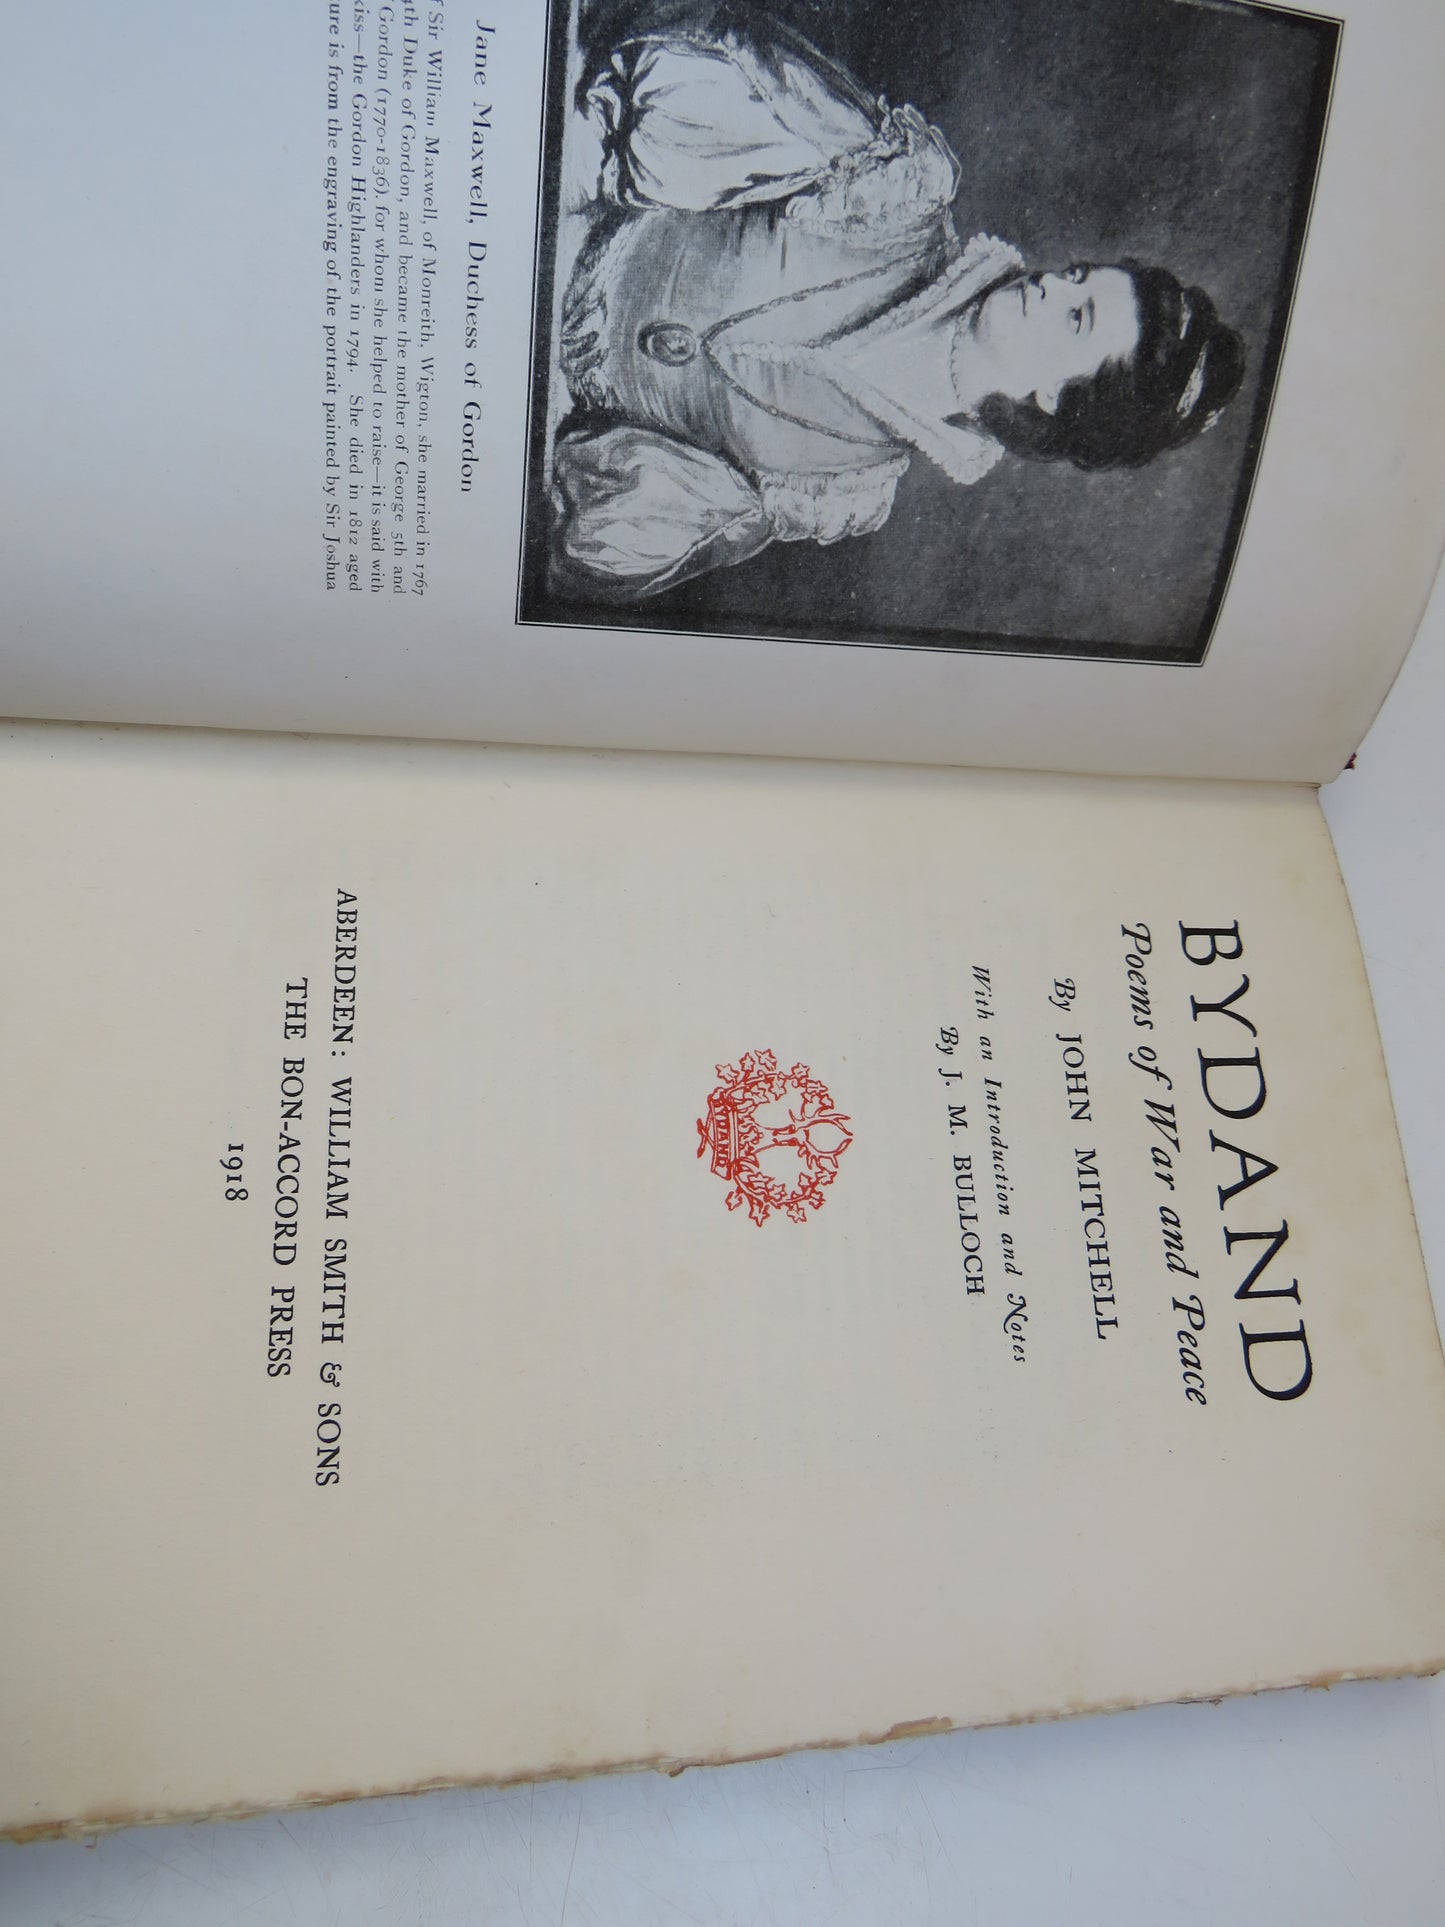 Jane Maxwell, Duchess of Gordon
Sir William Maxwell, of Monreith, Wigton, she married in 1767
4th Duke of Gordon, and became the mother of George 5th and
Gordon (1770-1836), for whom she helped to raise—it is said with
kiss—the Gordon Highlanders in 1794. She died in 1812 aged
is from the engraving of the portrait painted by Sir Joshua
BYDAND
Poems of War and Peace
By JOHN MITCHELL
With an Introduction and Notes
By J. M. BULLOCH
BYDAND
ABERDEEN: WILLIAM SMITH & SONS
THE BON-ACCORD PRESS
1918